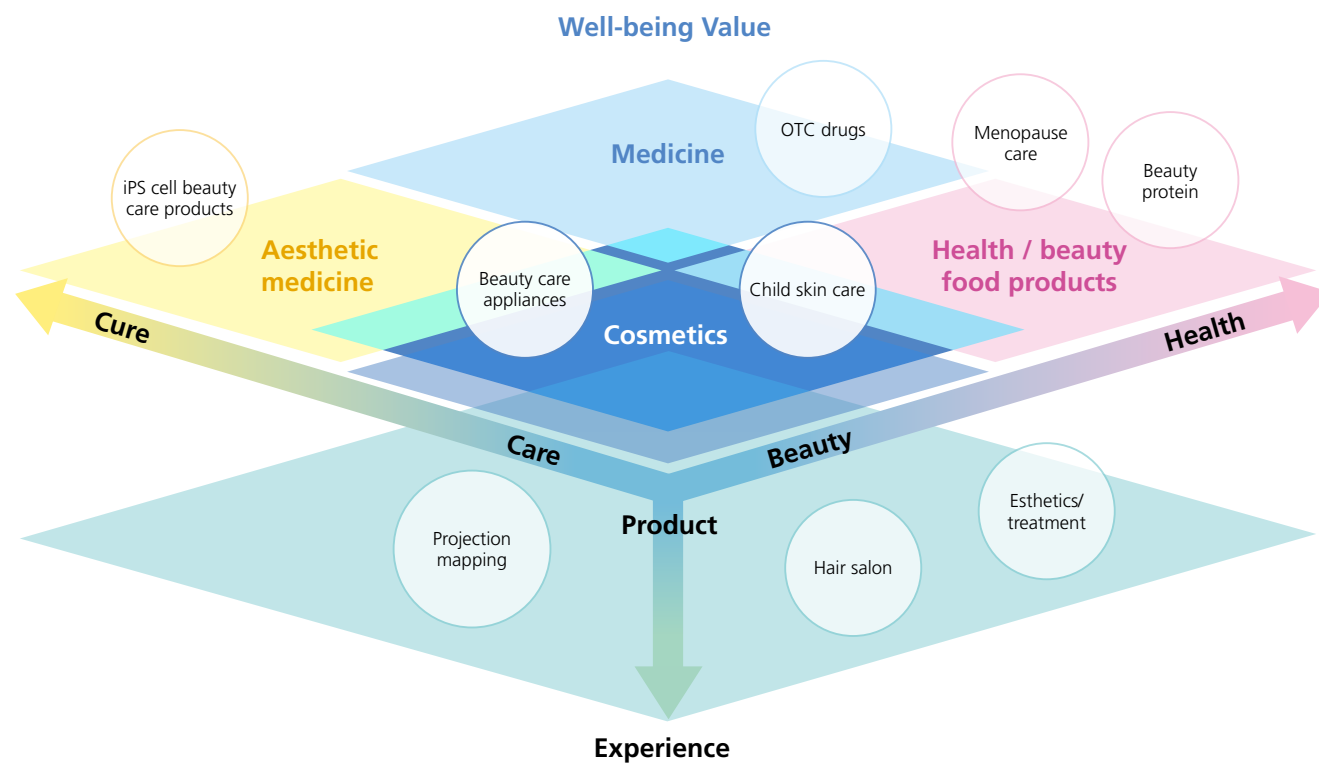 Well-being Value
Medicine
OTC drugs
Menopause
care
Beauty
protein
iPS cell beauty
care products
Aesthetic
medicine
Beauty care
appliances
Child skin care
Health / beauty
food products
Cosmetics
Cure
Health
Care
Beauty
Product
Projection
mapping
Hair salon
Esthetics/
treatment
Experience